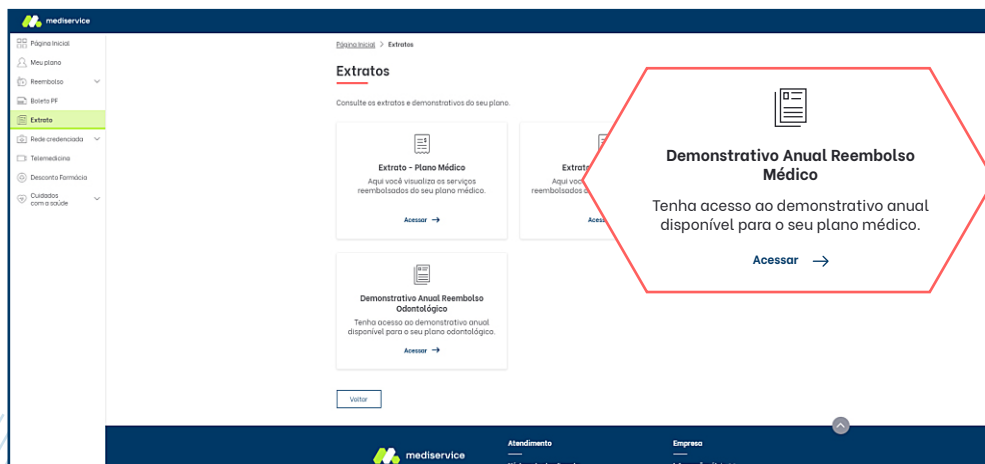 mediservice
Página Inicial
Meu plano
Reembolso
Boleto PF
Extrato
Rede credenciada
Telemedicina
Desconto Farmácia
Cuidados
com a saúde
Página Inicial > Extratos
Extratos
Consulte os extratos e demonstrativos do seu plano.
Extrato - Plano Médico
Aqui você visualiza os serviços
reembolsados do seu plano médico.
Acessar →
Demonstrativo Anual Reembolso
Médico
Tenha acesso ao demonstrativo anual
disponível para o seu plano médico.
Acessar →
Demonstrativo Anual Reembolso
Odontológico
Tenha acesso ao demonstrativo anual
disponível para o seu plano odontológico.
Acessar →
Voltar
mediservice
Atendimento
Empresa